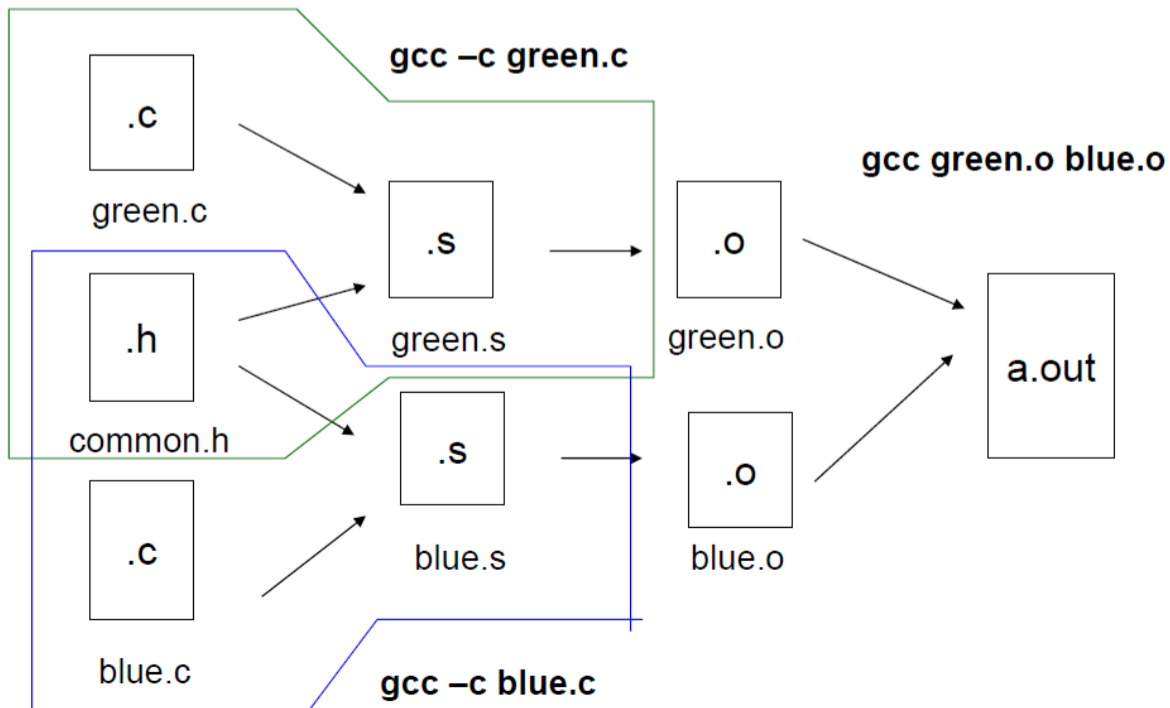 gcc –c green.c
.c
green.c
gcc green.o blue.o
.s
green.s
.o
green.o
.h
common.h
a.out
.s
blue.s
.o
blue.o
.c
blue.c
gcc –c blue.c